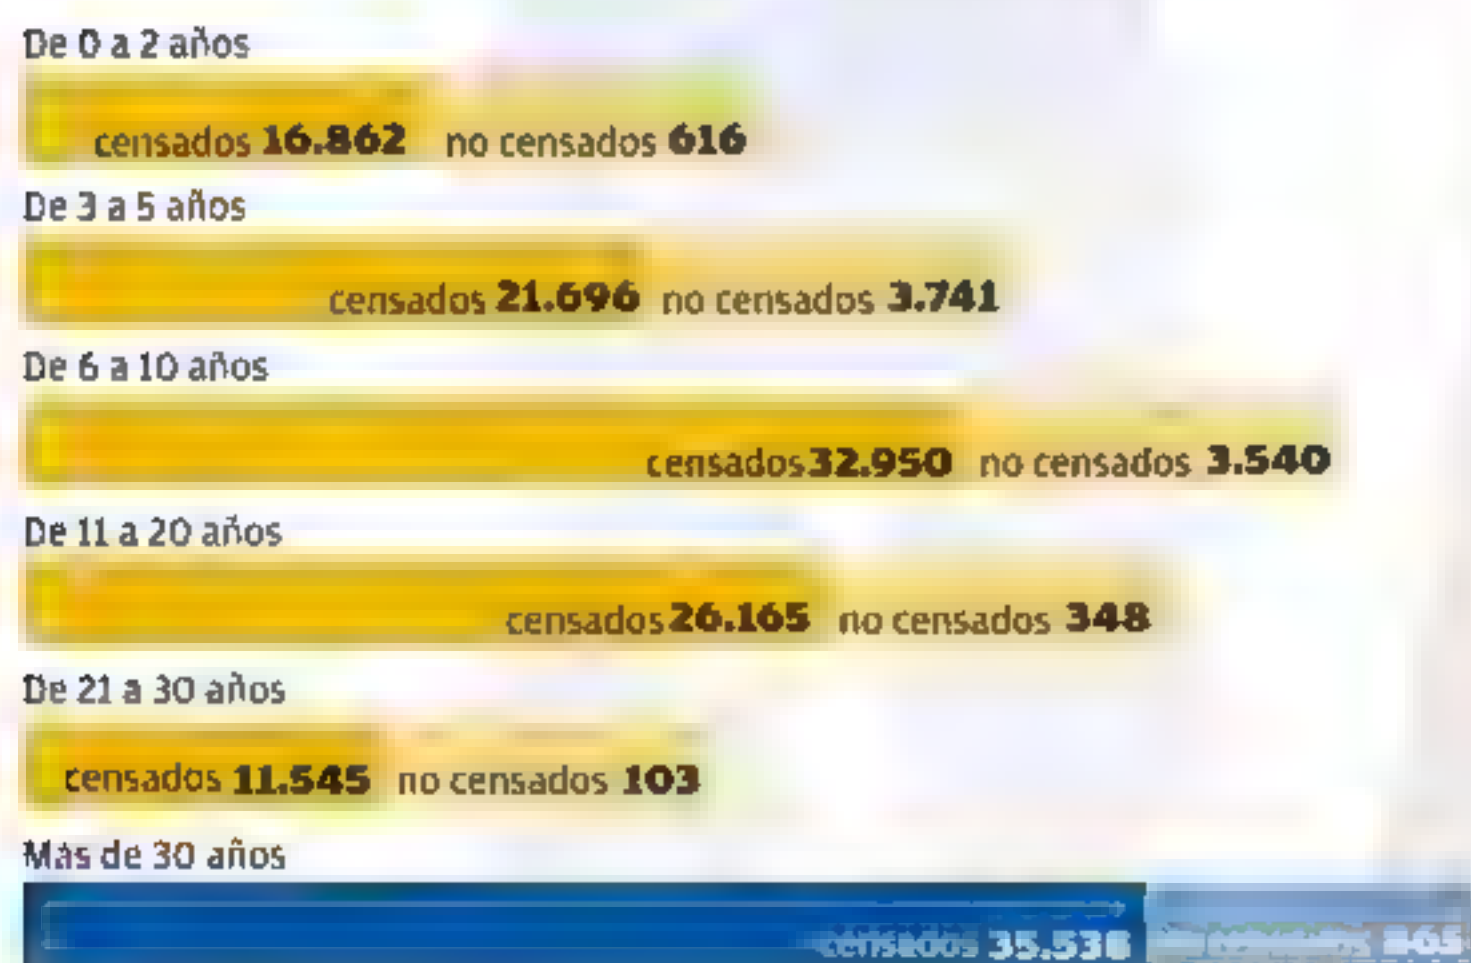 De 0 a 2 años
censados 16.862 no censados 616
De 3 a 5 años
censados 21.696 no censados 3.741
De 6 a 10 años
censados 32.950 no censados 3.540
De 11 a 20 años
censados 26.165 no censados 348
De 21 a 30 años
censados 11.545 no censados 103
Más de 30 años
censados